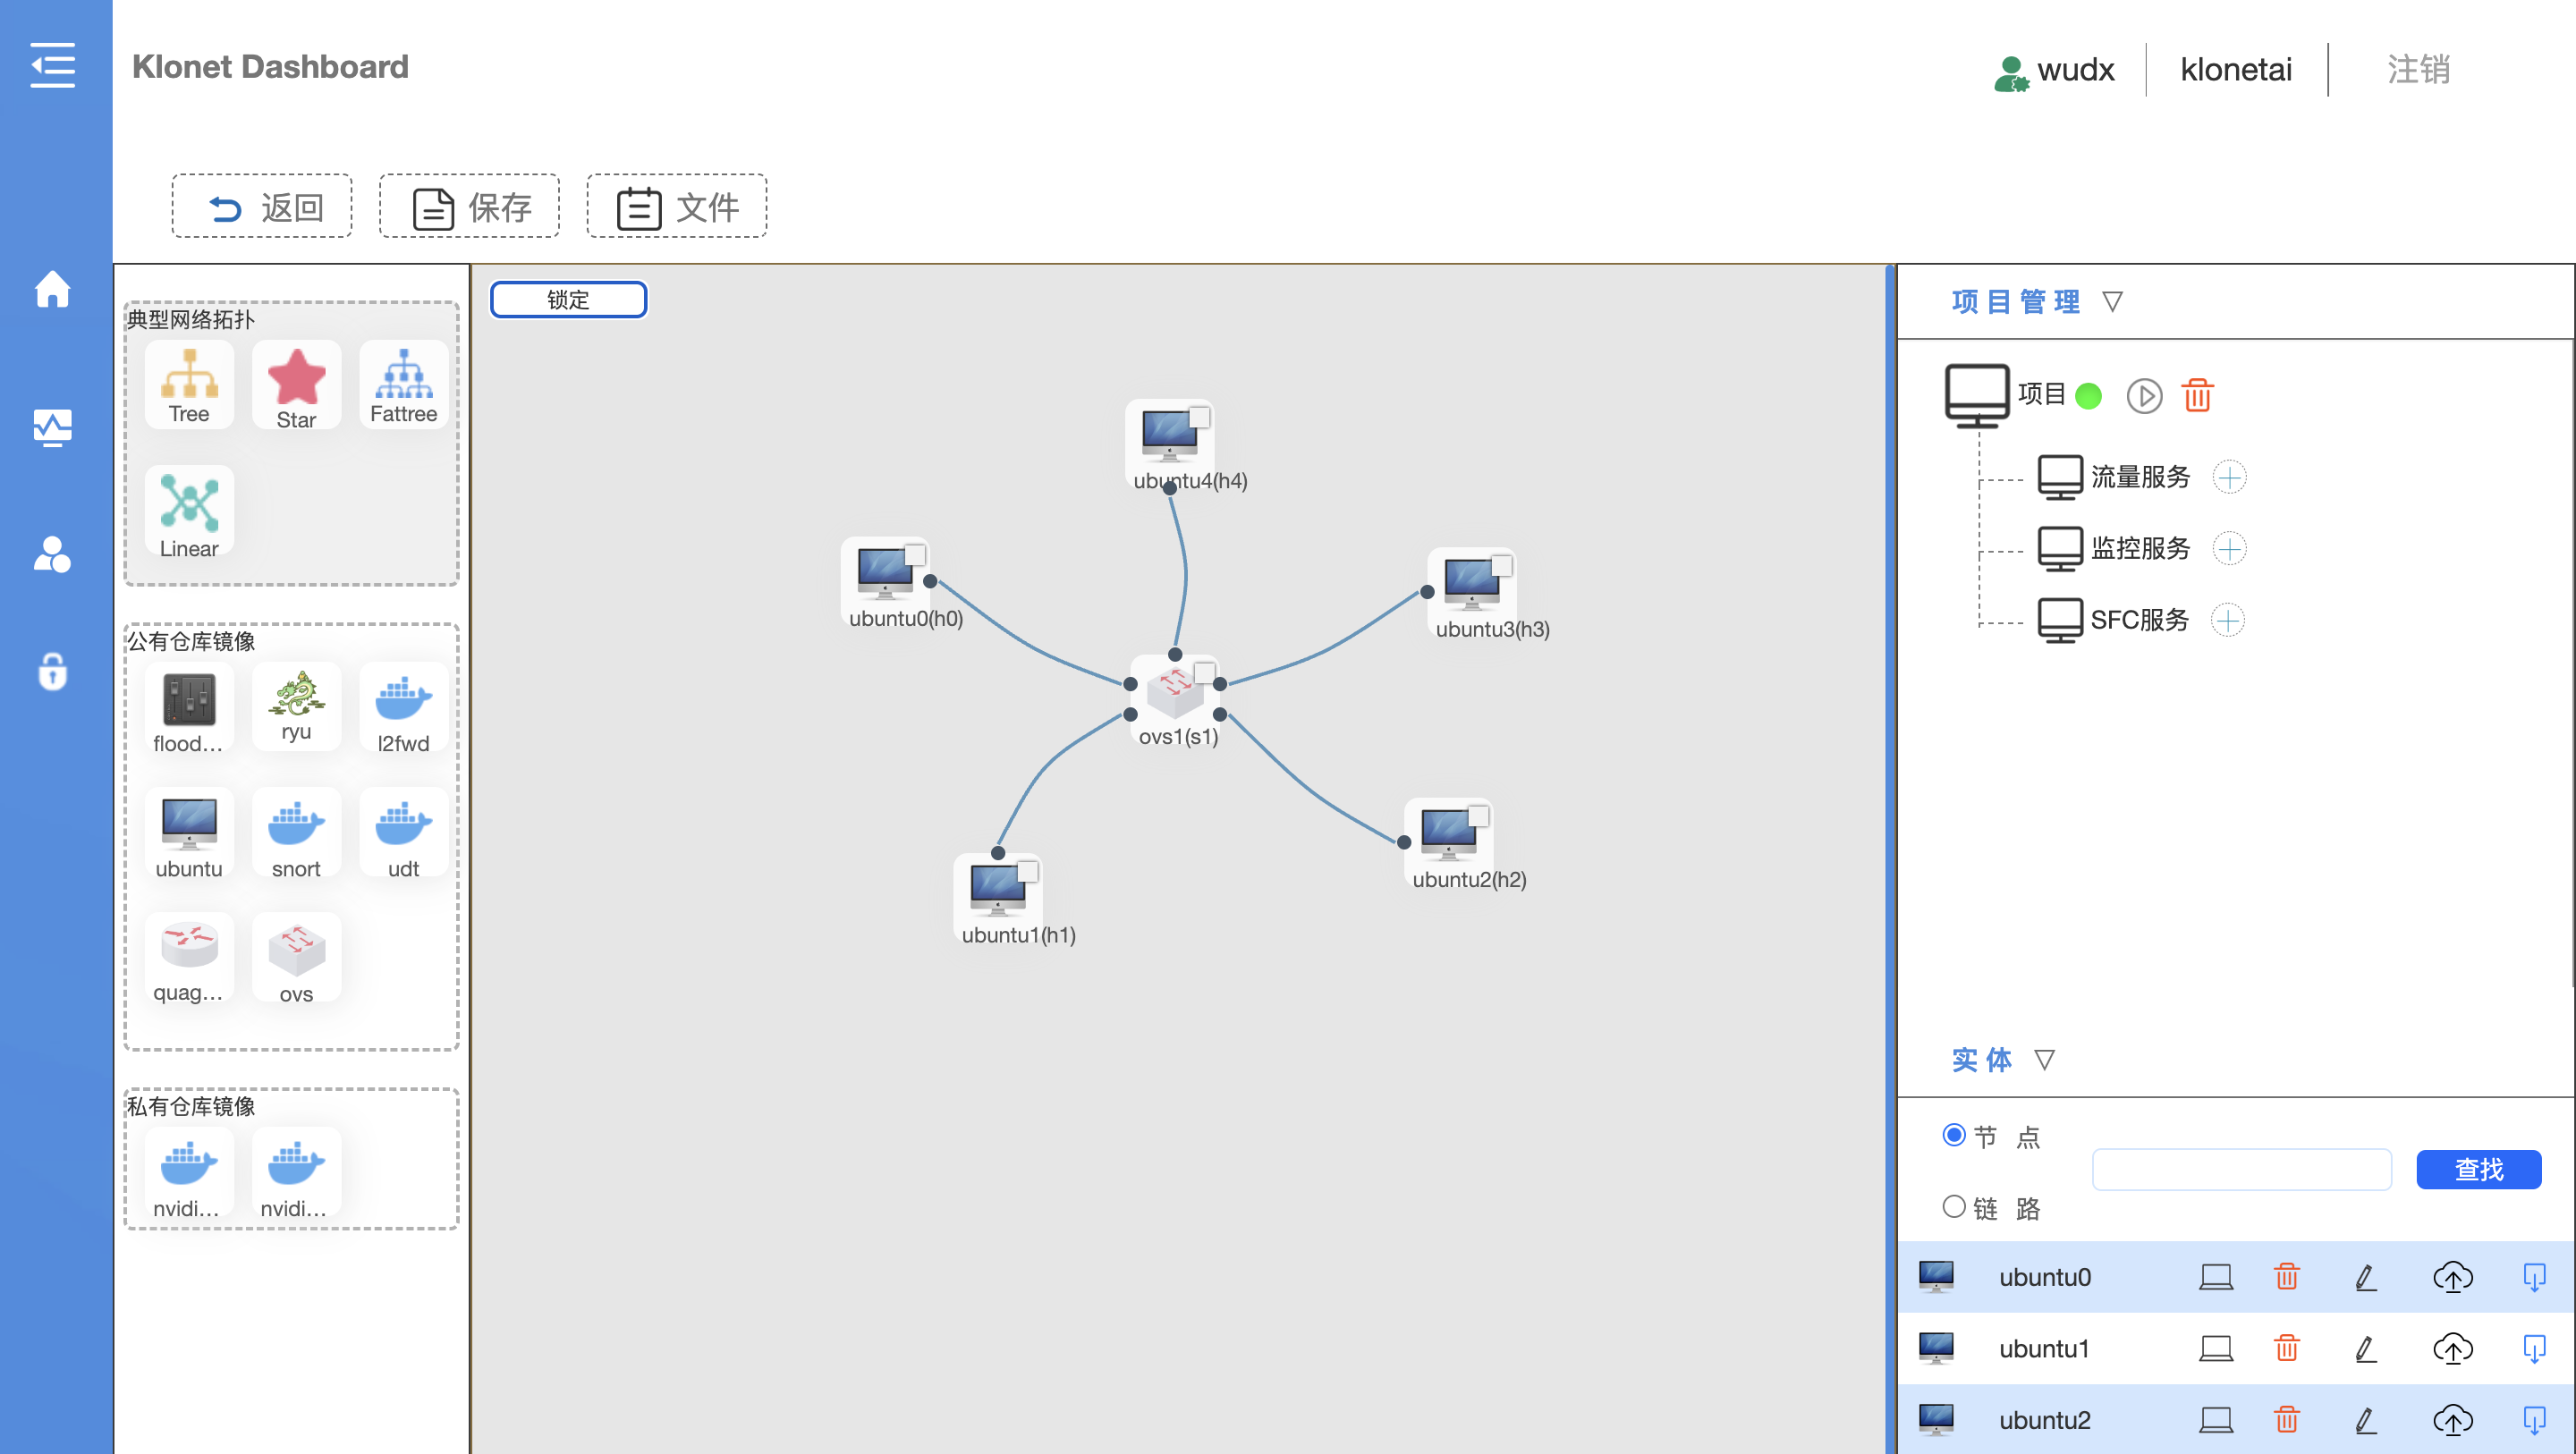 Klonet Dashboard
wudx
klonetai
注销
返回
保存
文件
典型网络拓扑
Tree
Star
Fattree
Linear
公有仓库镜像
flood...
ryu
l2fwd
ubuntu
snort
udt
quag...
ovs
私有仓库镜像
nvidi...
nvidi...
锁定
ubuntu4(h4)
ubuntu0(h0)
ubuntu3(h3)
ovs1(s1)
ubuntu2(h2)
ubuntu1(h1)
项目管理 ▽
项目
流量服务
监控服务
SFC服务
实体 ▽
节 点
链 路
查找
ubuntu0
ubuntu1
ubuntu2